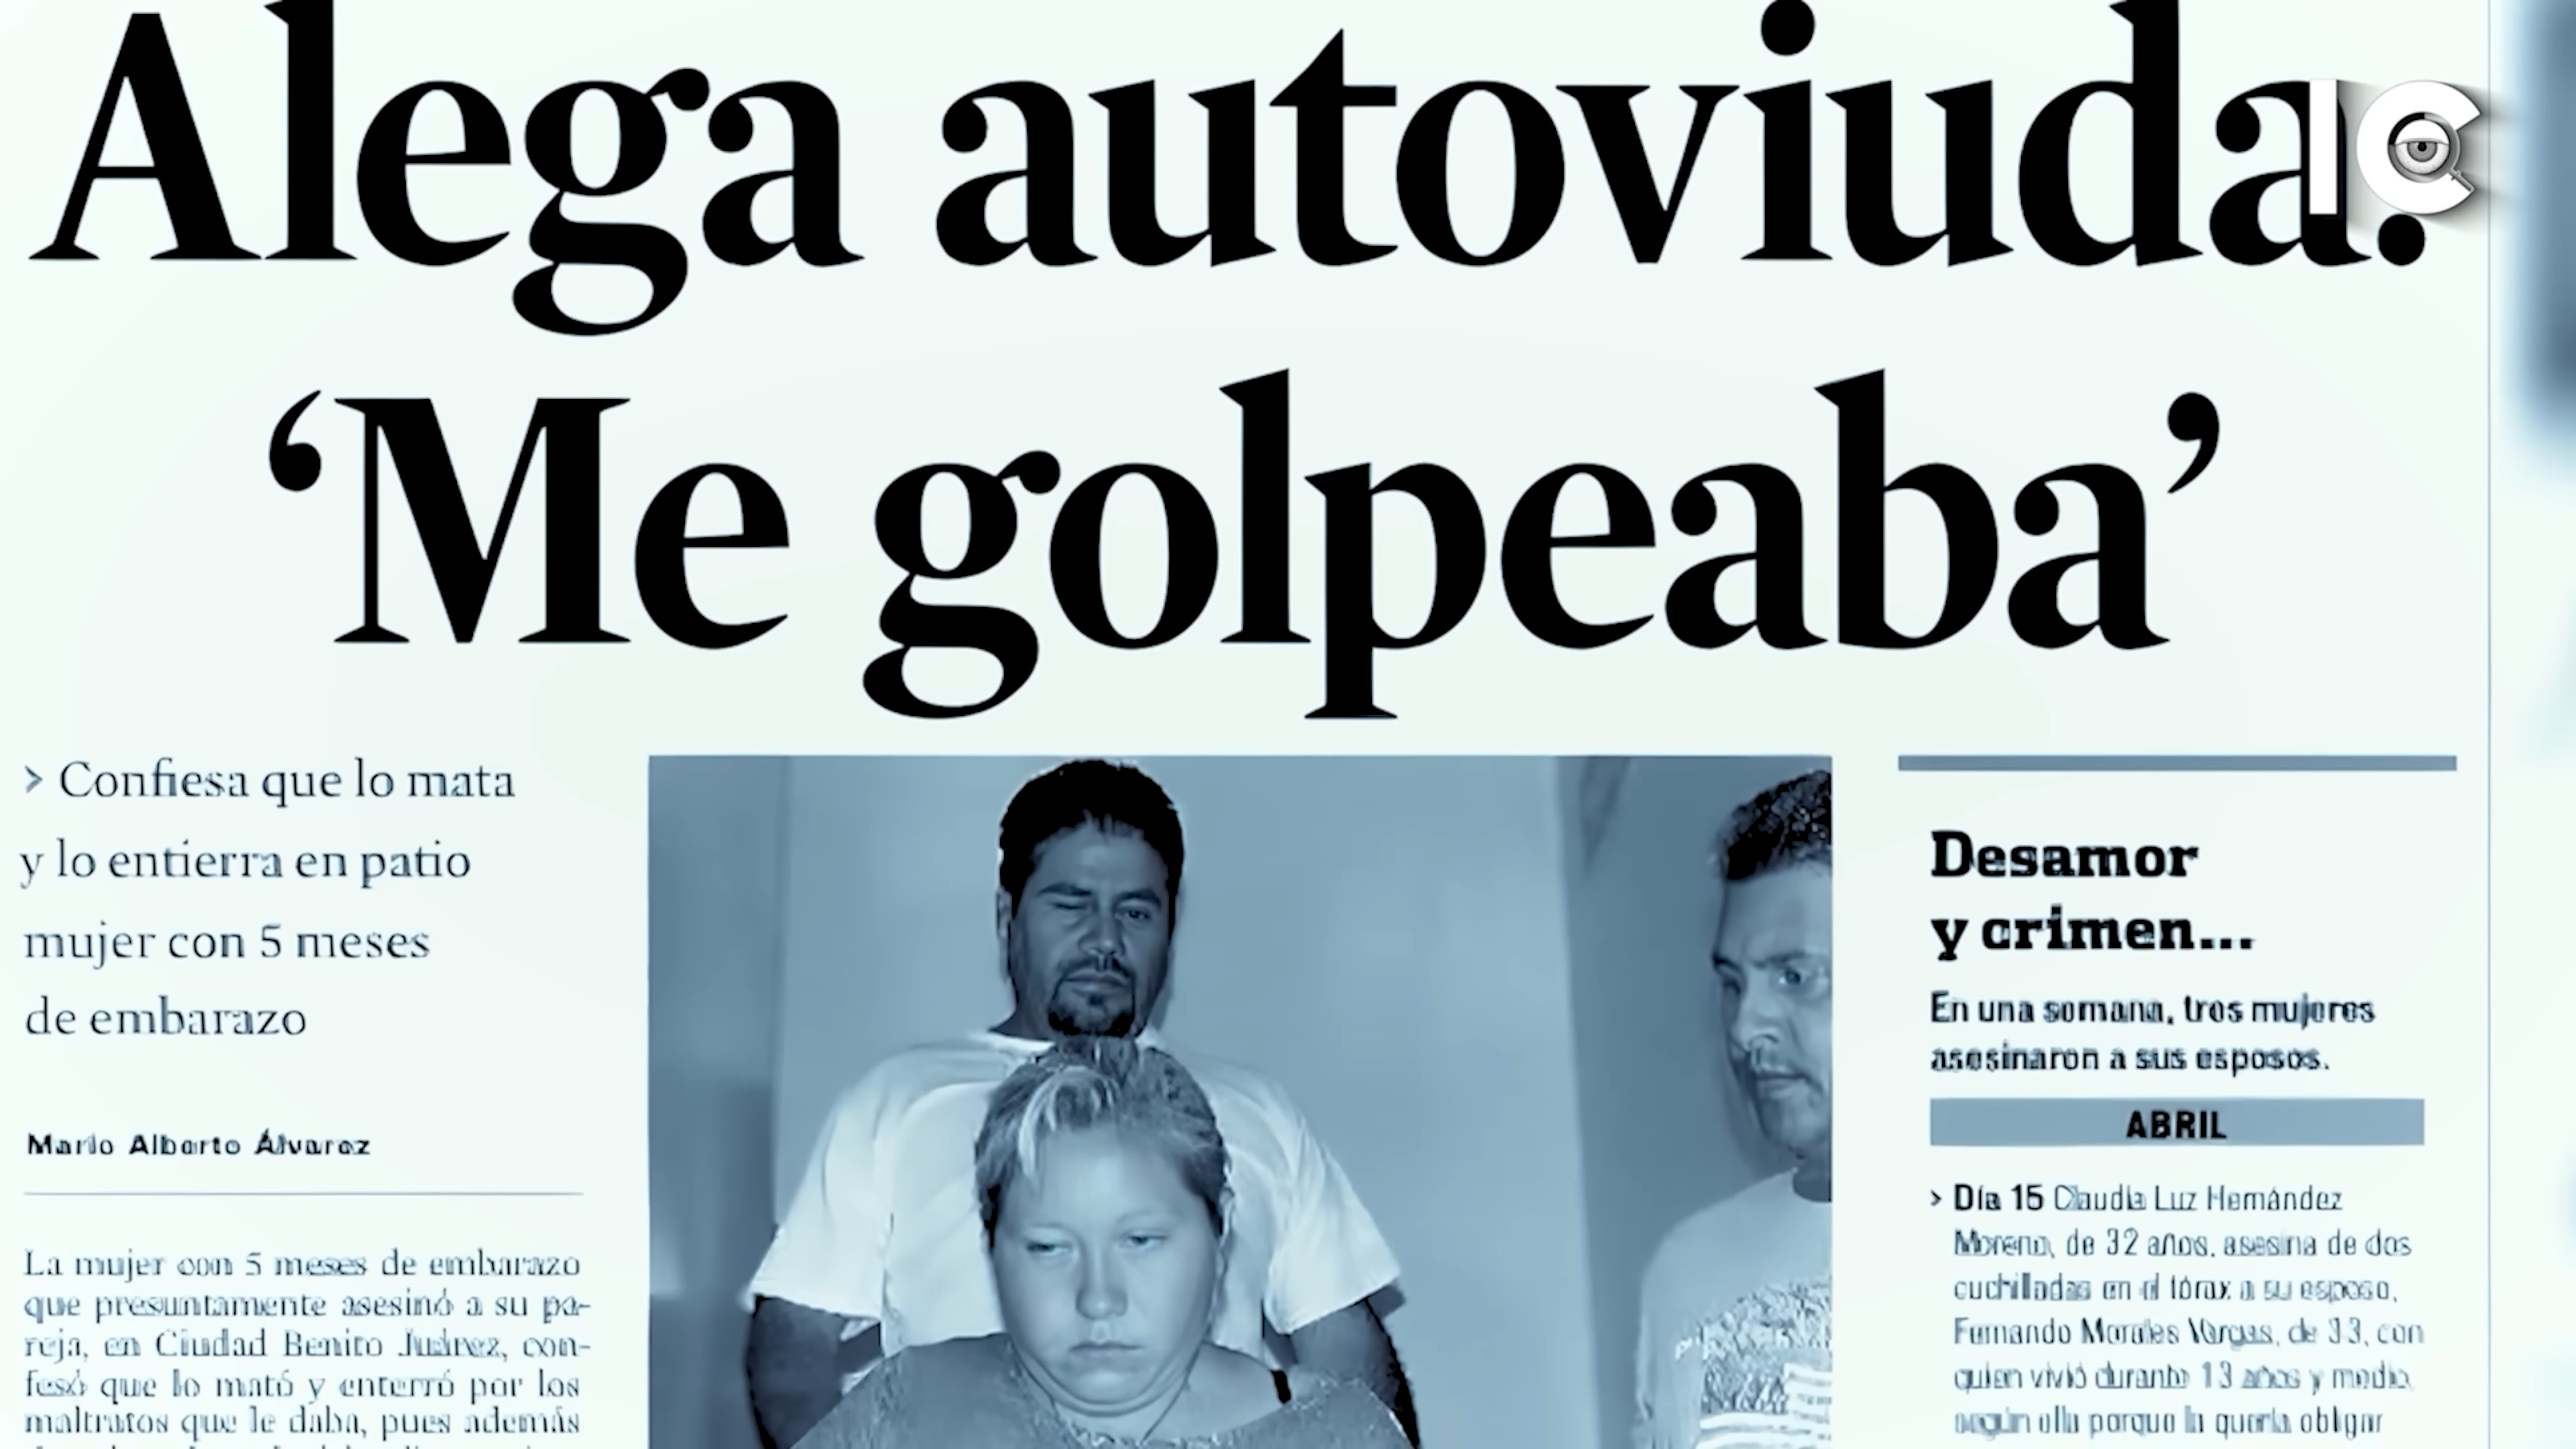 Alega autoviuda:
‘Me golpeaba’
IC
> Confiesa que lo mata
y lo entierra en patio
mujer con 5 meses
de embarazo
Mario Alberto Álvarez
La mujer con 5 meses de embarazo
que presuntamente asesinó a su pa-
reja, en Ciudad Benito Juárez, con-
fesó que lo mató y enterró por los
maltratos que le daba, pues además
Desamor
y crimen...
En una semana, tres mujeres
asesinaron a sus esposos.
ABRIL
> Día 15 Claudia Luz Hernández
Moreno, de 32 años, asesina de dos
cuchilladas en el tórax a su esposo,
Fernando Morales Vargas, de 33, con
quien vivió durante 13 años y medio,
según ella porque la quería obligar